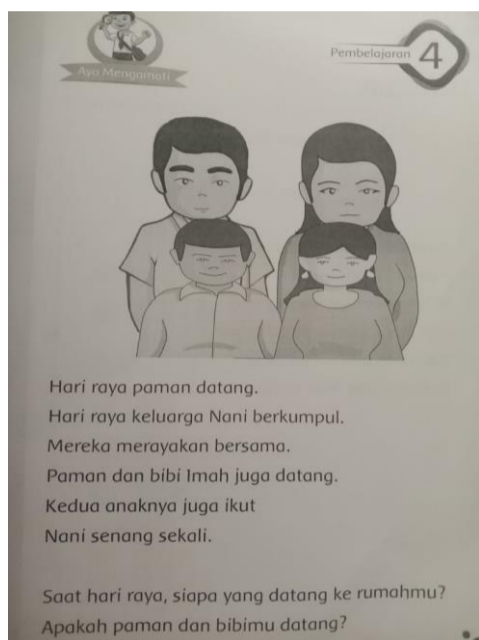 Ayo Mengamati
Pembelajaran 4
Hari raya paman datang.
Hari raya keluarga Nani berkumpul.
Mereka merayakan bersama.
Paman dan bibi Imah juga datang.
Kedua anaknya juga ikut
Nani senang sekali.
Saat hari raya, siapa yang datang ke rumahmu?
Apakah paman dan bibimu datang?